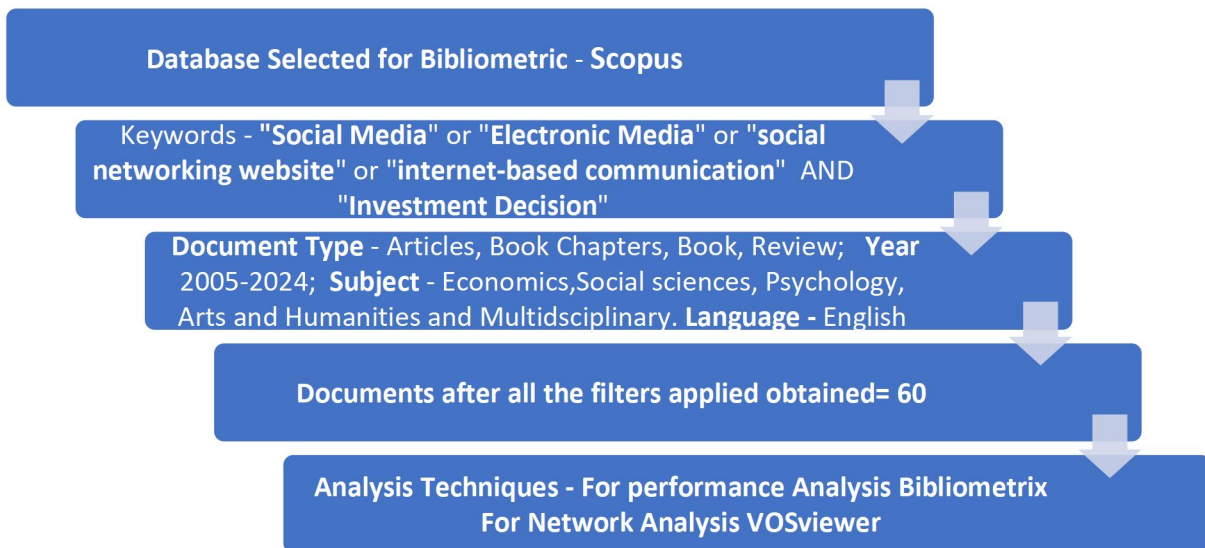 Database Selected for Bibliometric - Scopus
Keywords - "Social Media" or "Electronic Media" or "social
networking website" or "internet-based communication" AND
"Investment Decision"
Document Type - Articles, Book Chapters, Book, Review; Year
2005-2024; Subject - Economics,Social sciences, Psychology,
Arts and Humanities and Multidsciplinary. Language - English
Documents after all the filters applied obtained= 60
Analysis Techniques - For performance Analysis Bibliometrix
For Network Analysis VOSviewer